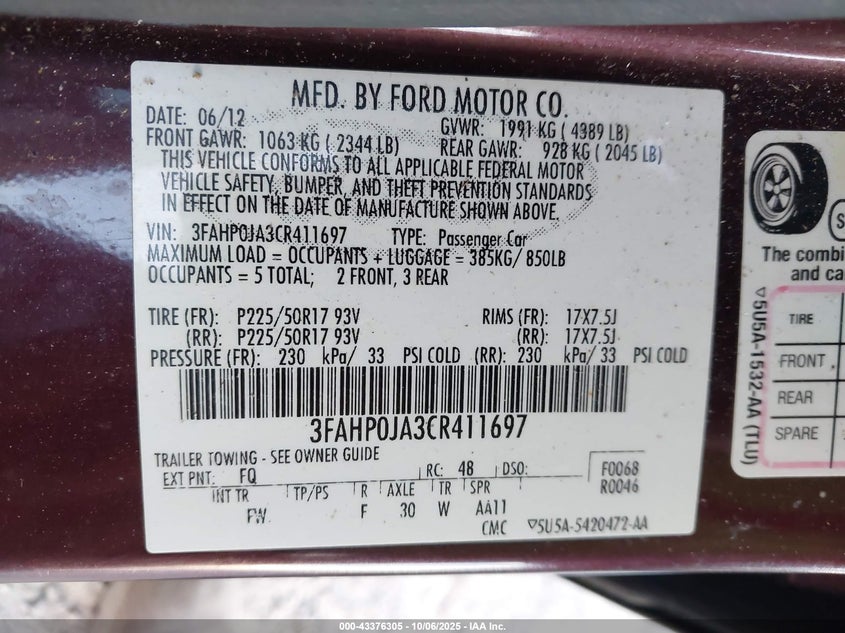 MFD. BY FORD MOTOR CO.
DATE: 06/12 GVWR: 1991 KG ( 4389 LB)
FRONT GAWR: 1063 KG ( 2344 LB) REAR GAWR: 928 KG ( 2045 LB)
THIS VEHICLE CONFORMS TO ALL APPLICABLE FEDERAL MOTOR
VEHICLE SAFETY, BUMPER, AND THEFT PREVENTION STANDARDS
IN EFFECT ON THE DATE OF MANUFACTURE SHOWN ABOVE.
VIN: 3FAHP0JA3CR411697 TYPE: Passenger Car
MAXIMUM LOAD = OCCUPANTS + LUGGAGE = 385KG/ 850LB
OCCUPANTS = 5 TOTAL; 2 FRONT, 3 REAR
TIRE (FR): P225/50R17 93V RIMS (FR): 17X7.5J
(RR): P225/50R17 93V (RR): 17X7.5J
PRESSURE (FR): 230 kPa/ 33 PSI COLD (RR): 230 kPa/ 33 PSI COLD
3FAHP0JA3CR411697
TRAILER TOWING - SEE OWNER GUIDE
EXT PNT: FQ RC: 48 DSO: F0068
INT TR TP/PS R AXLE TR SPR R0046
FW F 30 W AA11
CMC ▽5U5A-5420472-AA
The combi
and ca
▽5U5A-1532-AA (TLU)
TIRE
FRONT
REAR
SPARE
000-43376305 - 10/06/2025 - IAA Inc.